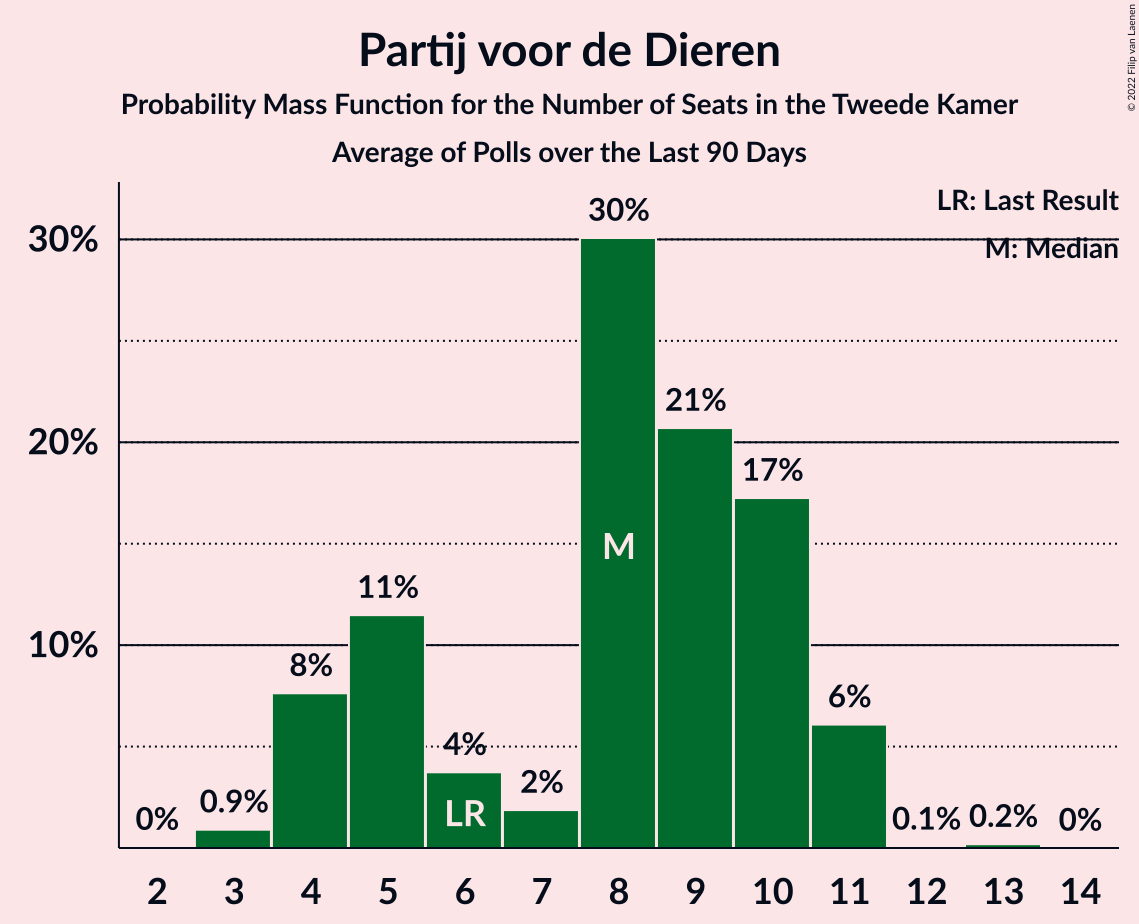 Partij voor de Dieren
Probability Mass Function for the Number of Seats in the Tweede Kamer
Average of Polls over the Last 90 Days
© 2022 Filip van Laenen
LR: Last Result
M: Median
30%
20%
10%
0%
0.9%
8%
11%
4%
2%
30%
21%
17%
6%
0.1%
0.2%
0%
LR
M
2 3 4 5 6 7 8 9 10 11 12 13 14